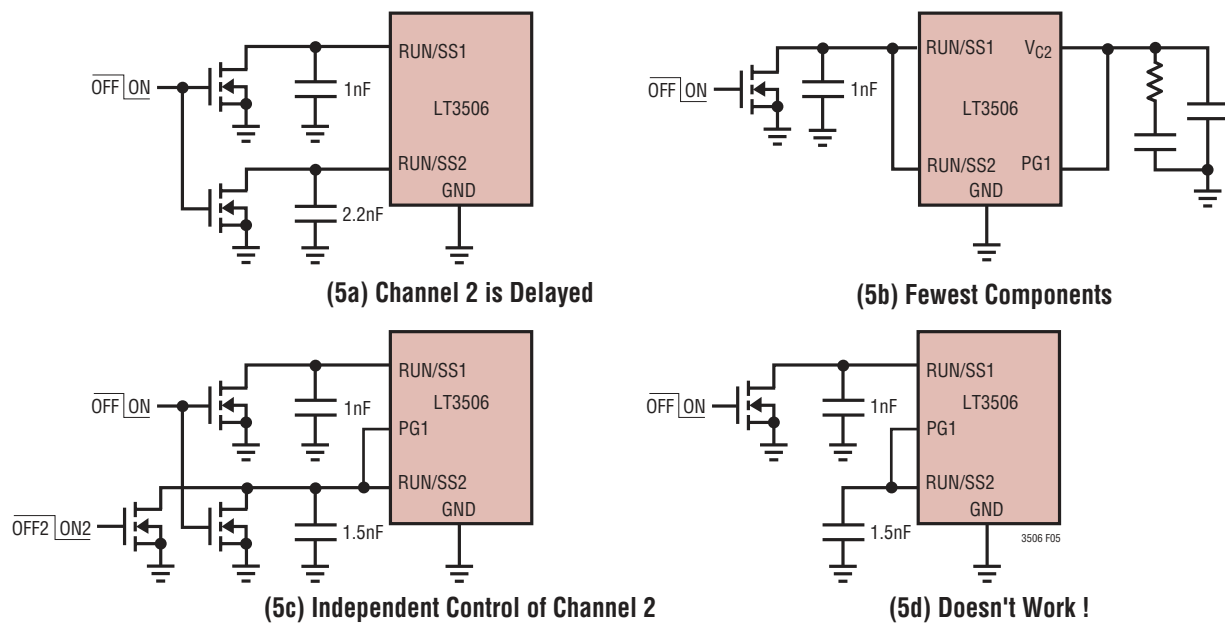 OFF ON
RUN/SS1
1nF
LT3506
RUN/SS2
2.2nF
GND
(5a) Channel 2 is Delayed
OFF ON
1nF
RUN/SS1
VC2
LT3506
RUN/SS2
PG1
GND
(5b) Fewest Components
OFF ON
RUN/SS1
1nF
LT3506
PG1
RUN/SS2
OFF2 ON2
1.5nF
GND
(5c) Independent Control of Channel 2
OFF ON
RUN/SS1
1nF
LT3506
PG1
RUN/SS2
1.5nF
GND
3506 F05
(5d) Doesn't Work !